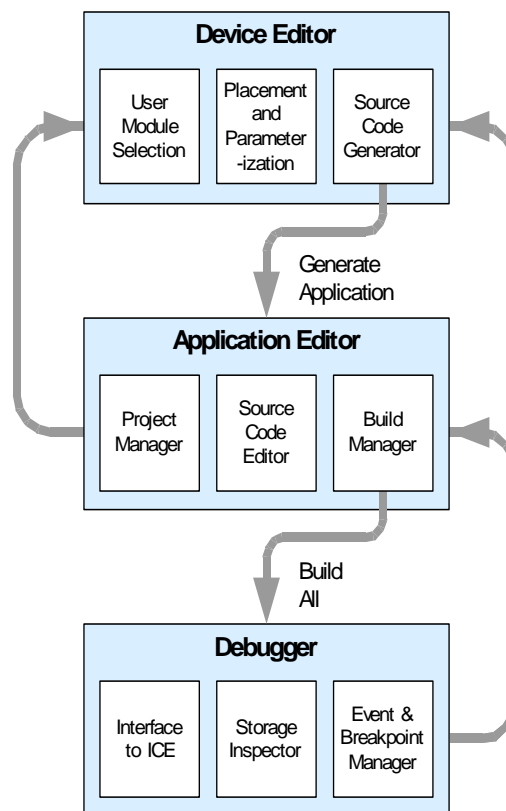 Device Editor
User
Module
Selection
Placement
and
Parameter
-ization
Source
Code
Generator
Generate
Application
Application Editor
Project
Manager
Source
Code
Editor
Build
Manager
Build
All
Debugger
Interface
to ICE
Storage
Inspector
Event &
Breakpoint
Manager